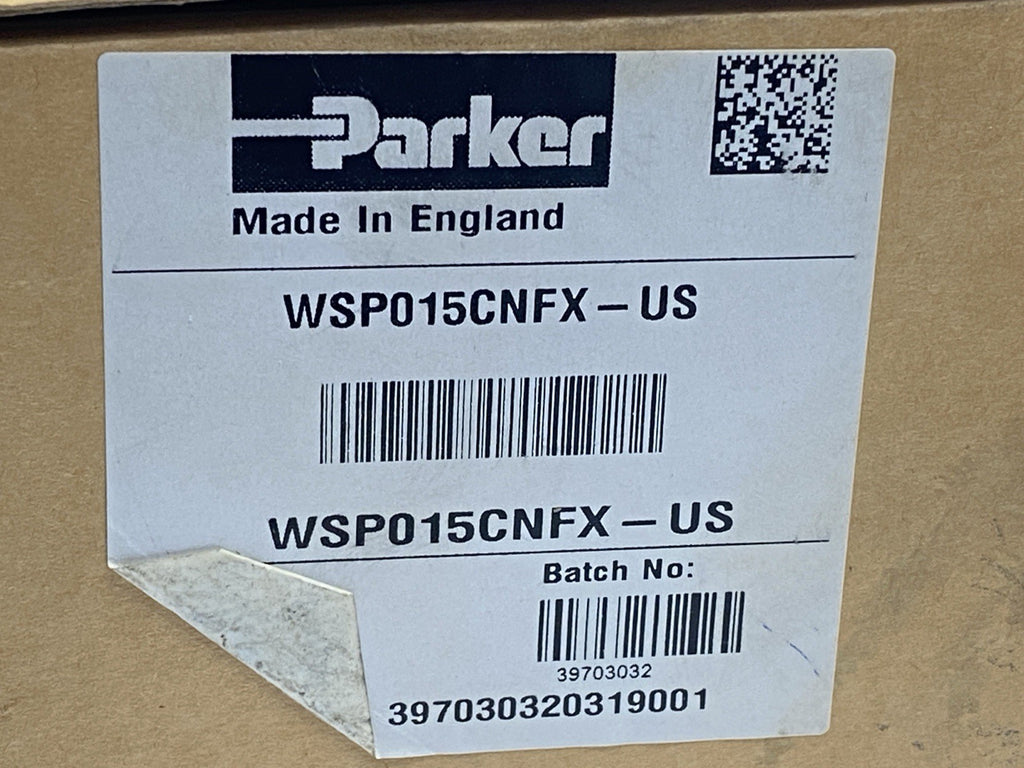 Parker
Made In England
WSP015CNFX-US
WSP015CNFX-US
Batch No:
39703032
397030320319001